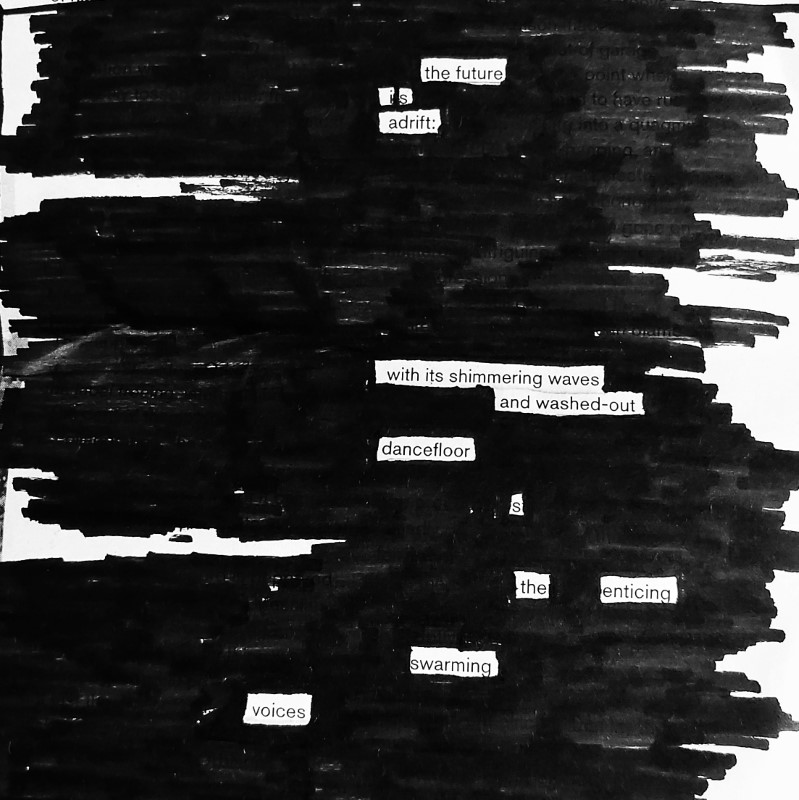 the future
is
adrift:
with its shimmering waves
and washed-out
dancefloor
s
the
enticing
swarming
voices